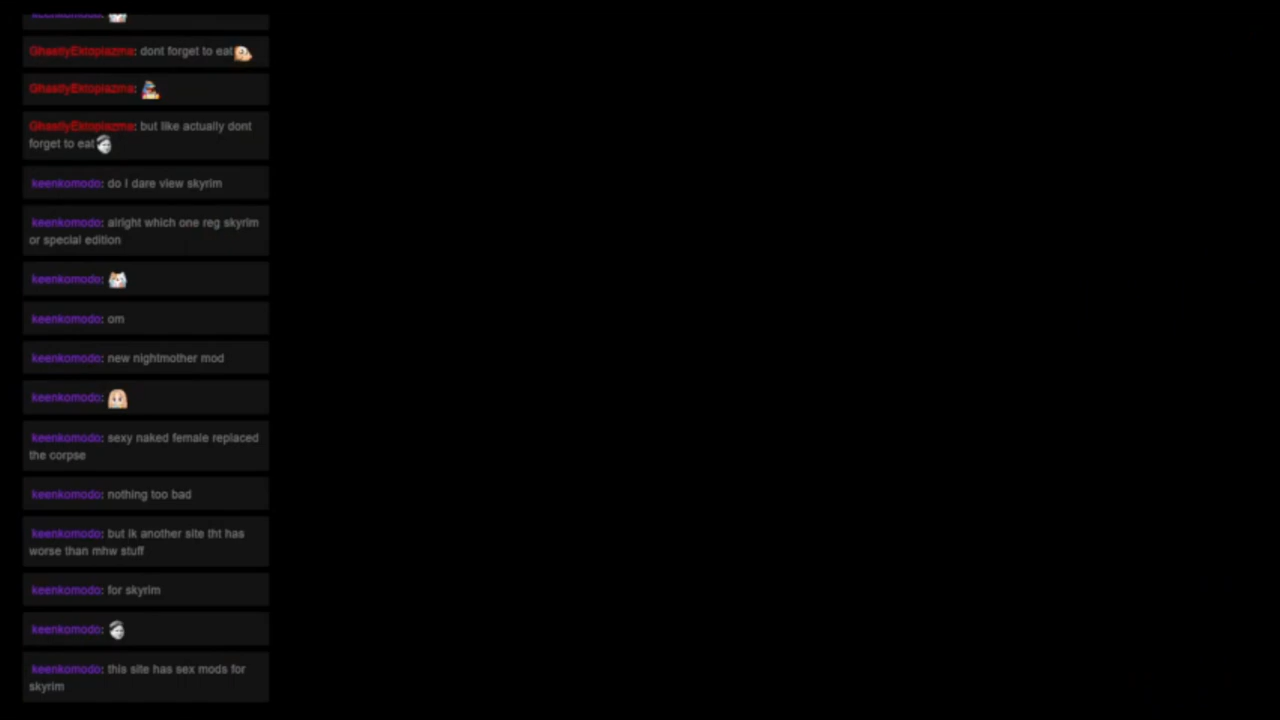 keenkomodo:
GhastlyEktoplazma: dont forget to eat
GhastlyEktoplazma:
GhastlyEktoplazma: but like actually dont
forget to eat
keenkomodo: do I dare view skyrim
keenkomodo: alright which one reg skyrim
or special edition
keenkomodo:
keenkomodo: om
keenkomodo: new nightmother mod
keenkomodo:
keenkomodo: sexy naked female replaced
the corpse
keenkomodo: nothing too bad
keenkomodo: but ik another site tht has
worse than mhw stuff
keenkomodo: for skyrim
keenkomodo:
keenkomodo: this site has sex mods for
skyrim